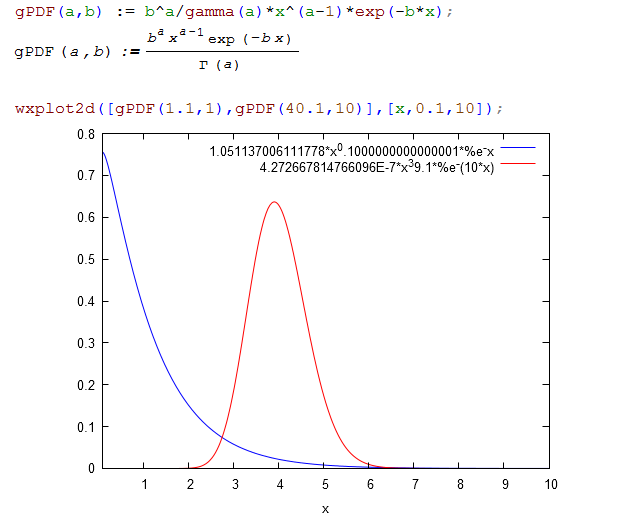 gPDF(a,b) := b^a/gamma(a)*x^(a-1)*exp(-b*x);
gPDF (a,b) := b^a x^(a-1) exp (-b x) / Γ (a)
wxplot2d([gPDF(1.1,1),gPDF(40.1,10)],[x,0.1,10]);
1.051137006111778*x^0.1000000000000001*%e^-x
4.272667814766096E-7*x^39.1*%e^-(10*x)
0.8
0.7
0.6
0.5
0.4
0.3
0.2
0.1
0
1 2 3 4 5 6 7 8 9 10
x